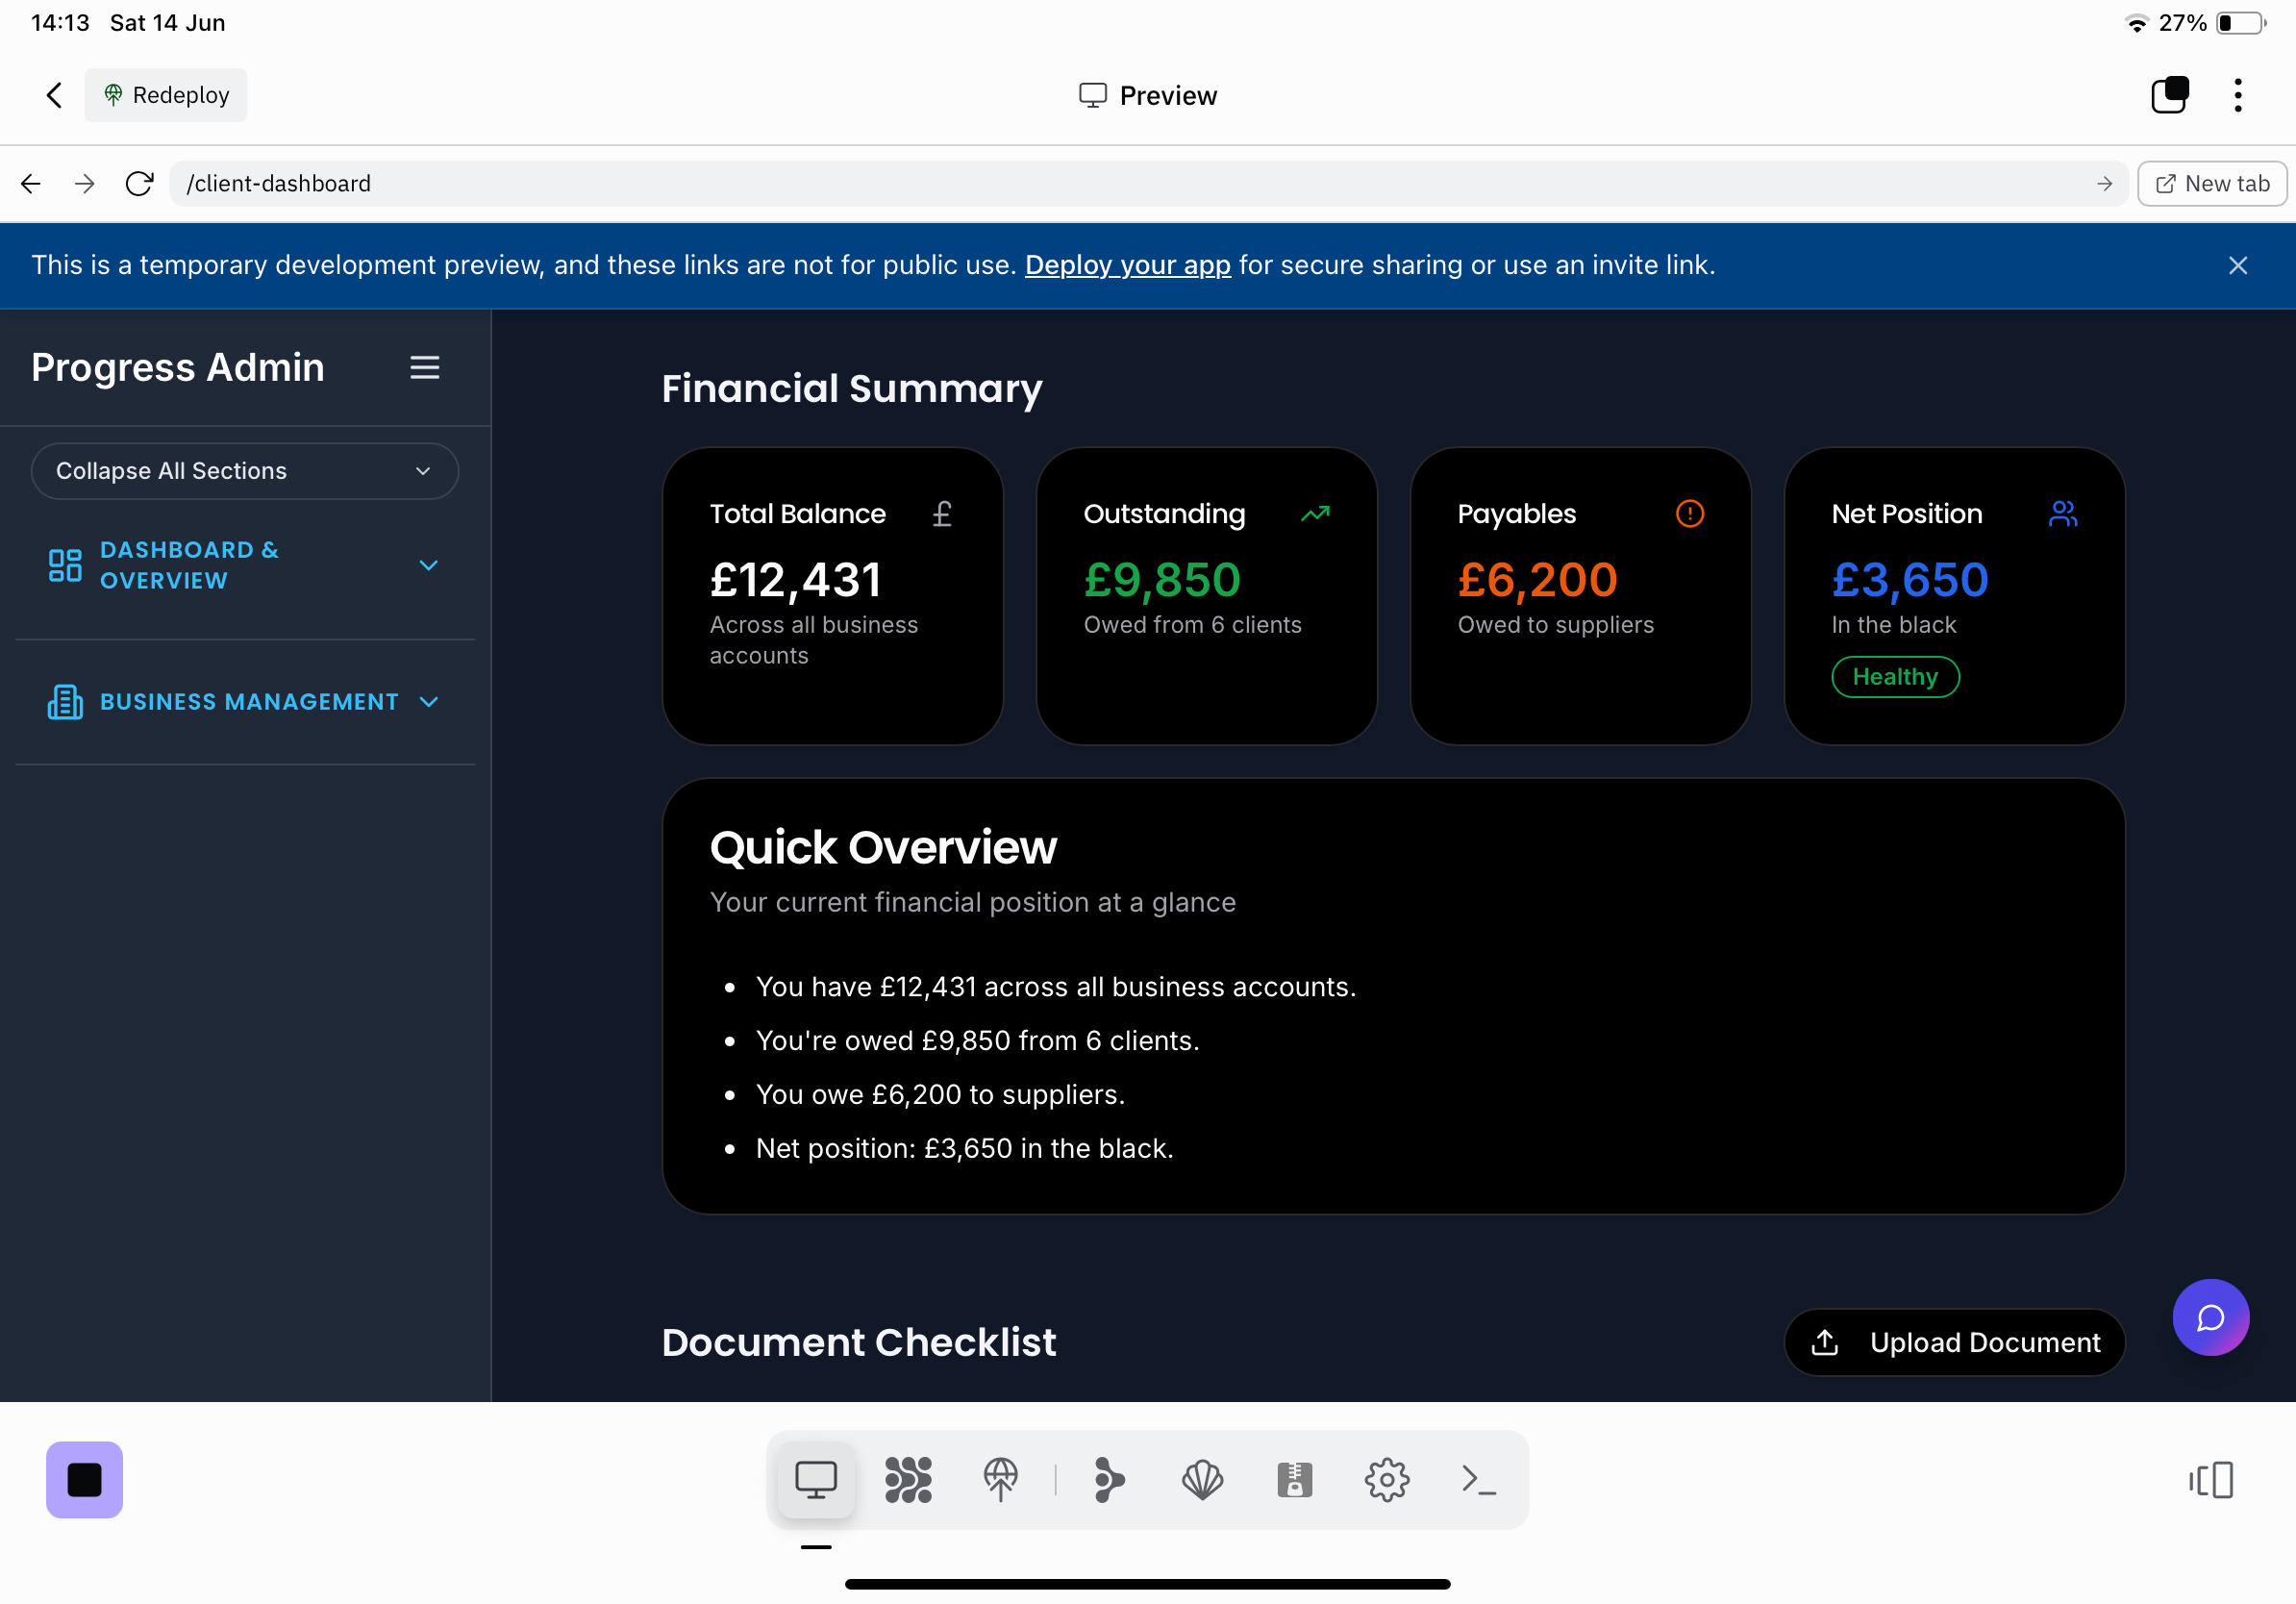 14:13 Sat 14 Jun
27%
Redeploy
Preview
/client-dashboard
New tab
This is a temporary development preview, and these links are not for public use. Deploy your app for secure sharing or use an invite link.
Progress Admin
Collapse All Sections
DASHBOARD &
OVERVIEW
BUSINESS MANAGEMENT
Financial Summary
Total Balance £
£12,431
Across all business
accounts
Outstanding
£9,850
Owed from 6 clients
Payables
£6,200
Owed to suppliers
Net Position
£3,650
In the black
Healthy
Quick Overview
Your current financial position at a glance
• You have £12,431 across all business accounts.
• You're owed £9,850 from 6 clients.
• You owe £6,200 to suppliers.
• Net position: £3,650 in the black.
Document Checklist
Upload Document